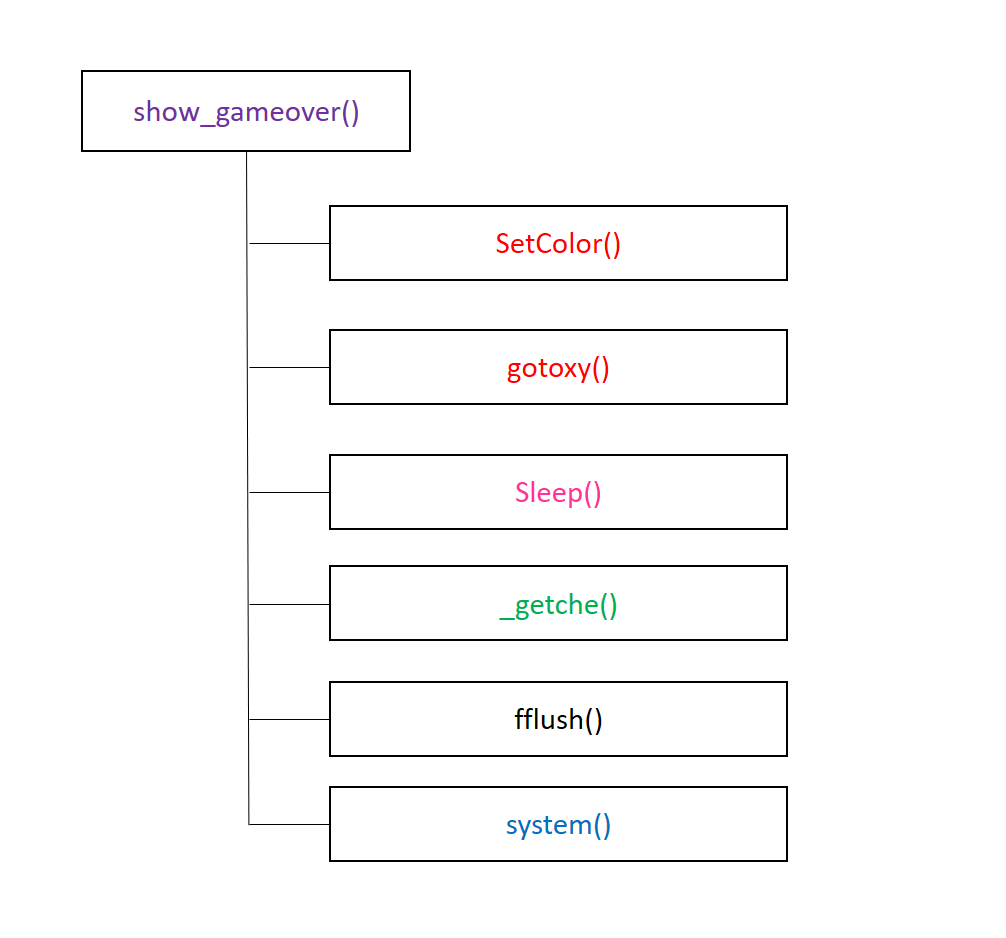 show_gameover()
SetColor()
gotoxy()
Sleep()
_getche()
fflush()
system()